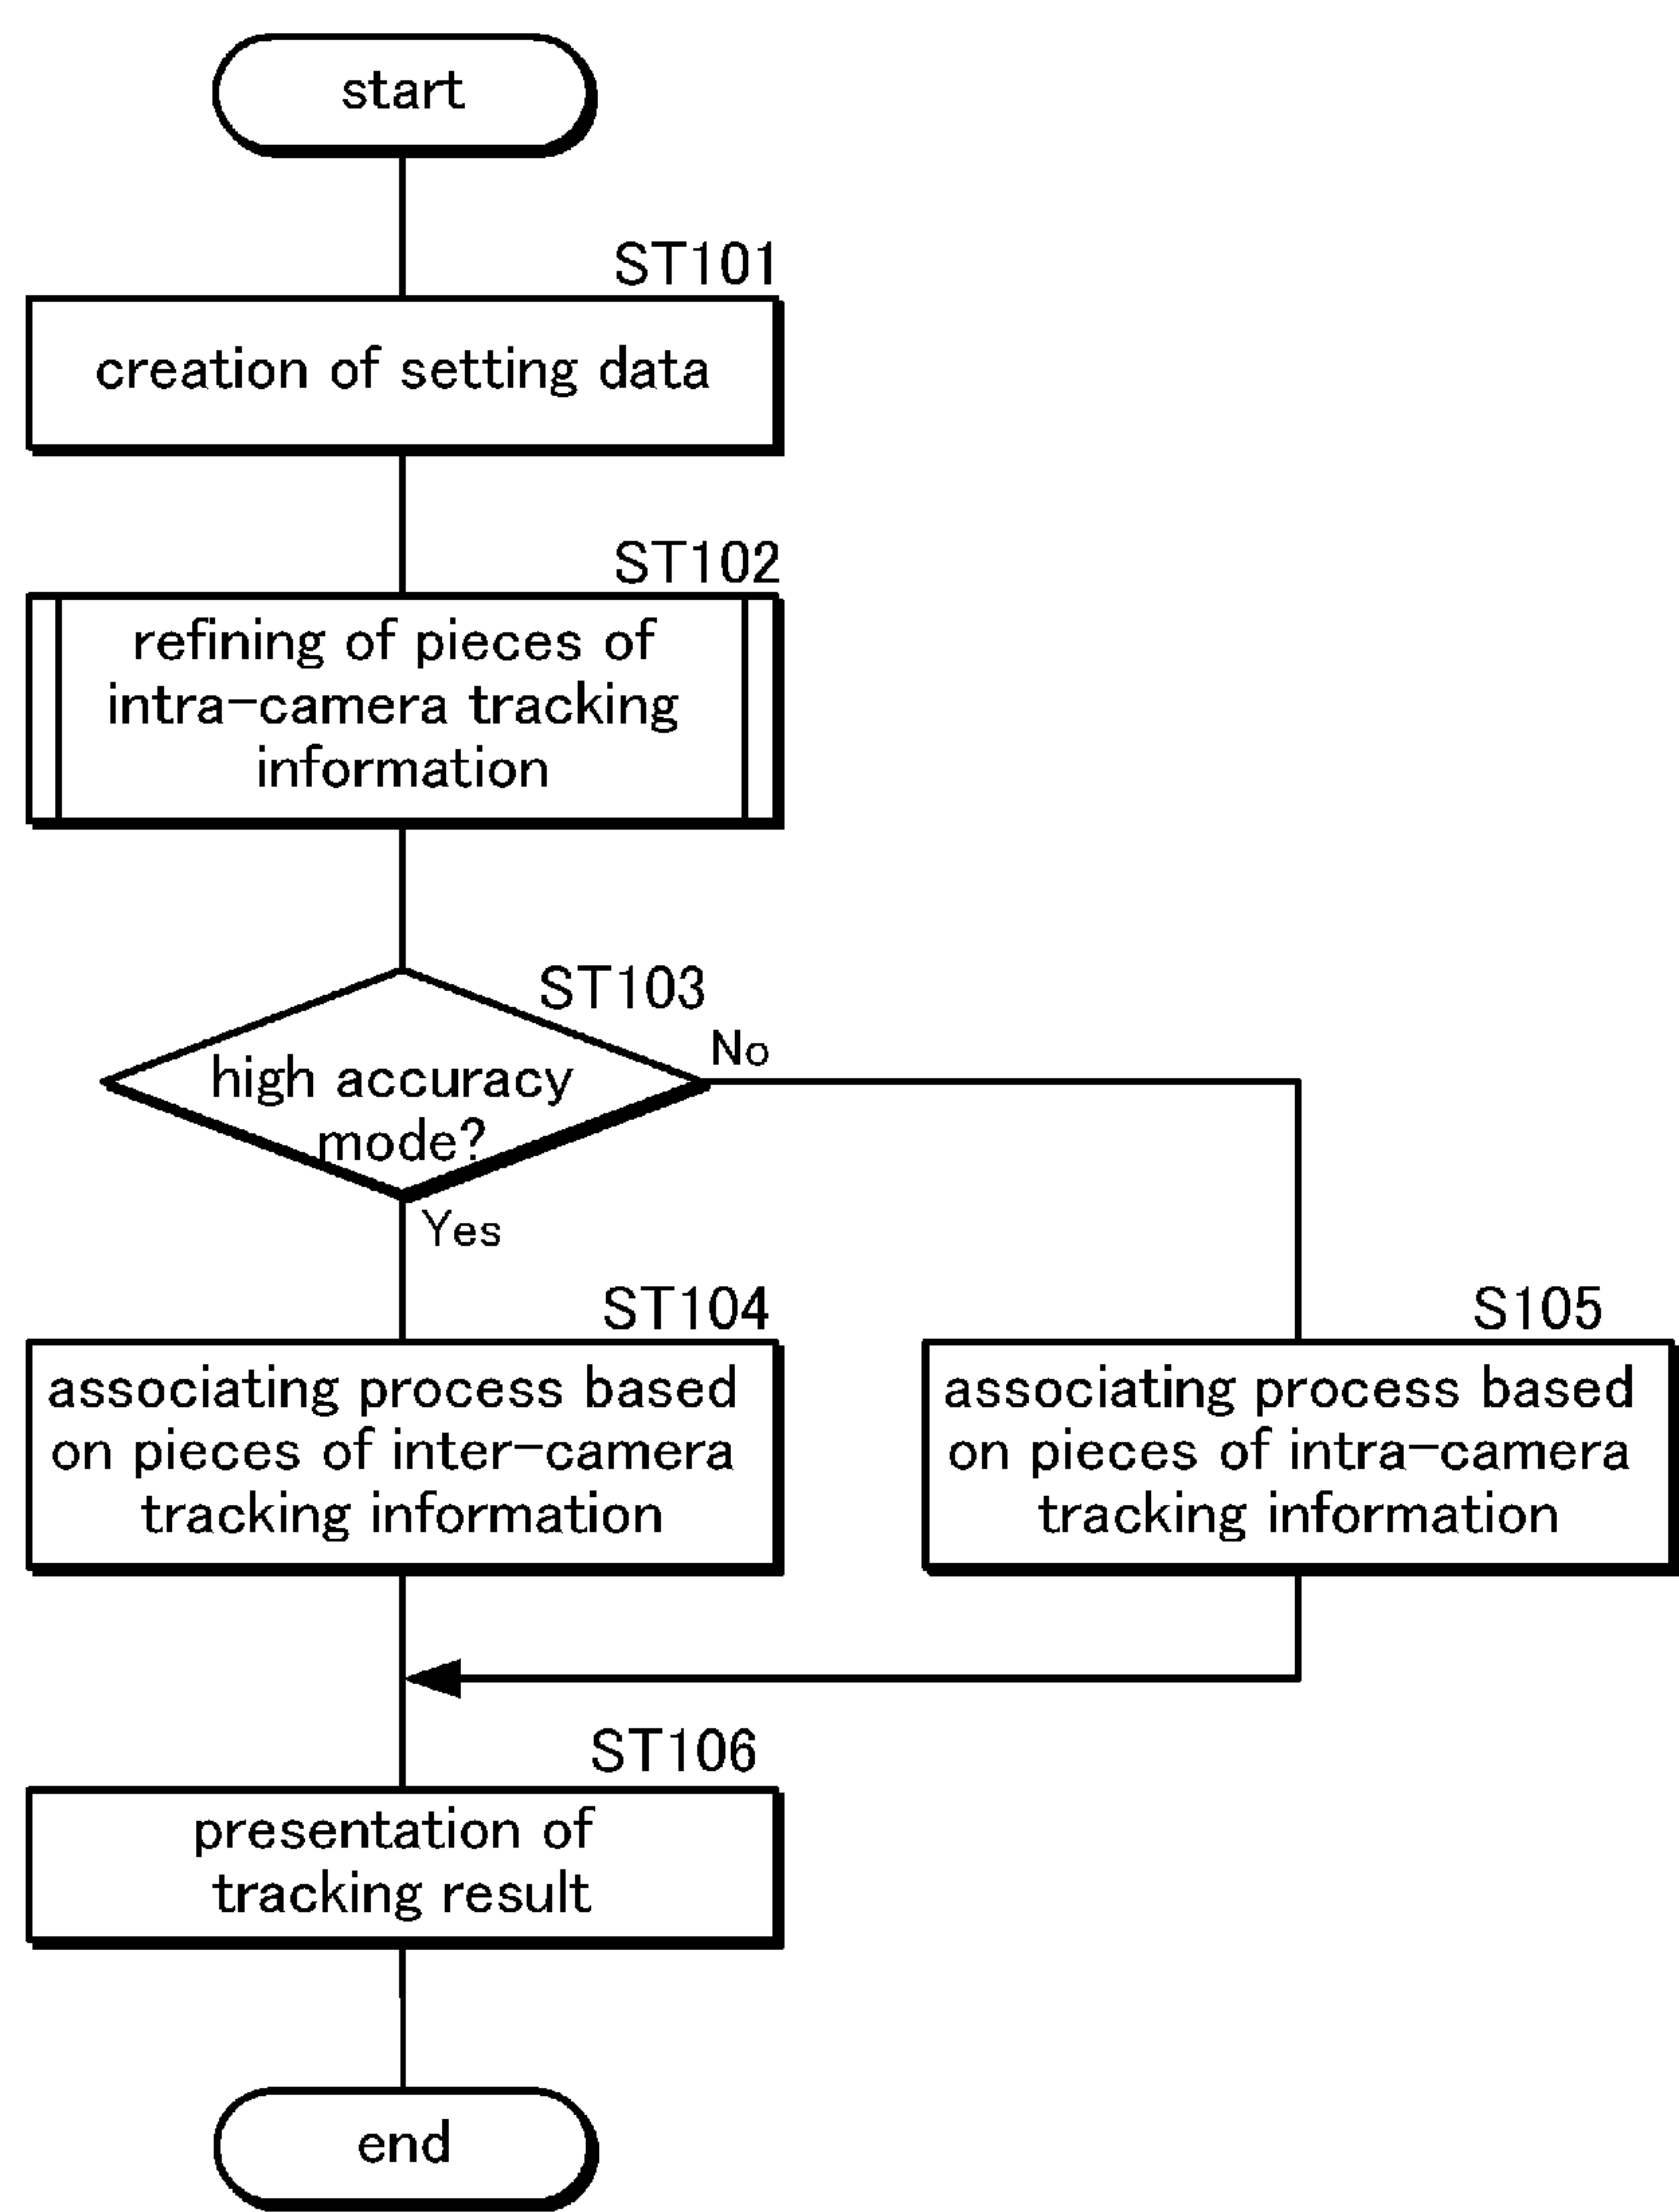 start
ST101
creation of setting data
ST102
refining of pieces of
intra-camera tracking
information
ST103
No
high accuracy
mode?
Yes
ST104
associating process based
on pieces of inter-camera
tracking information
S105
associating process based
on pieces of intra-camera
tracking information
ST106
presentation of
tracking result
end